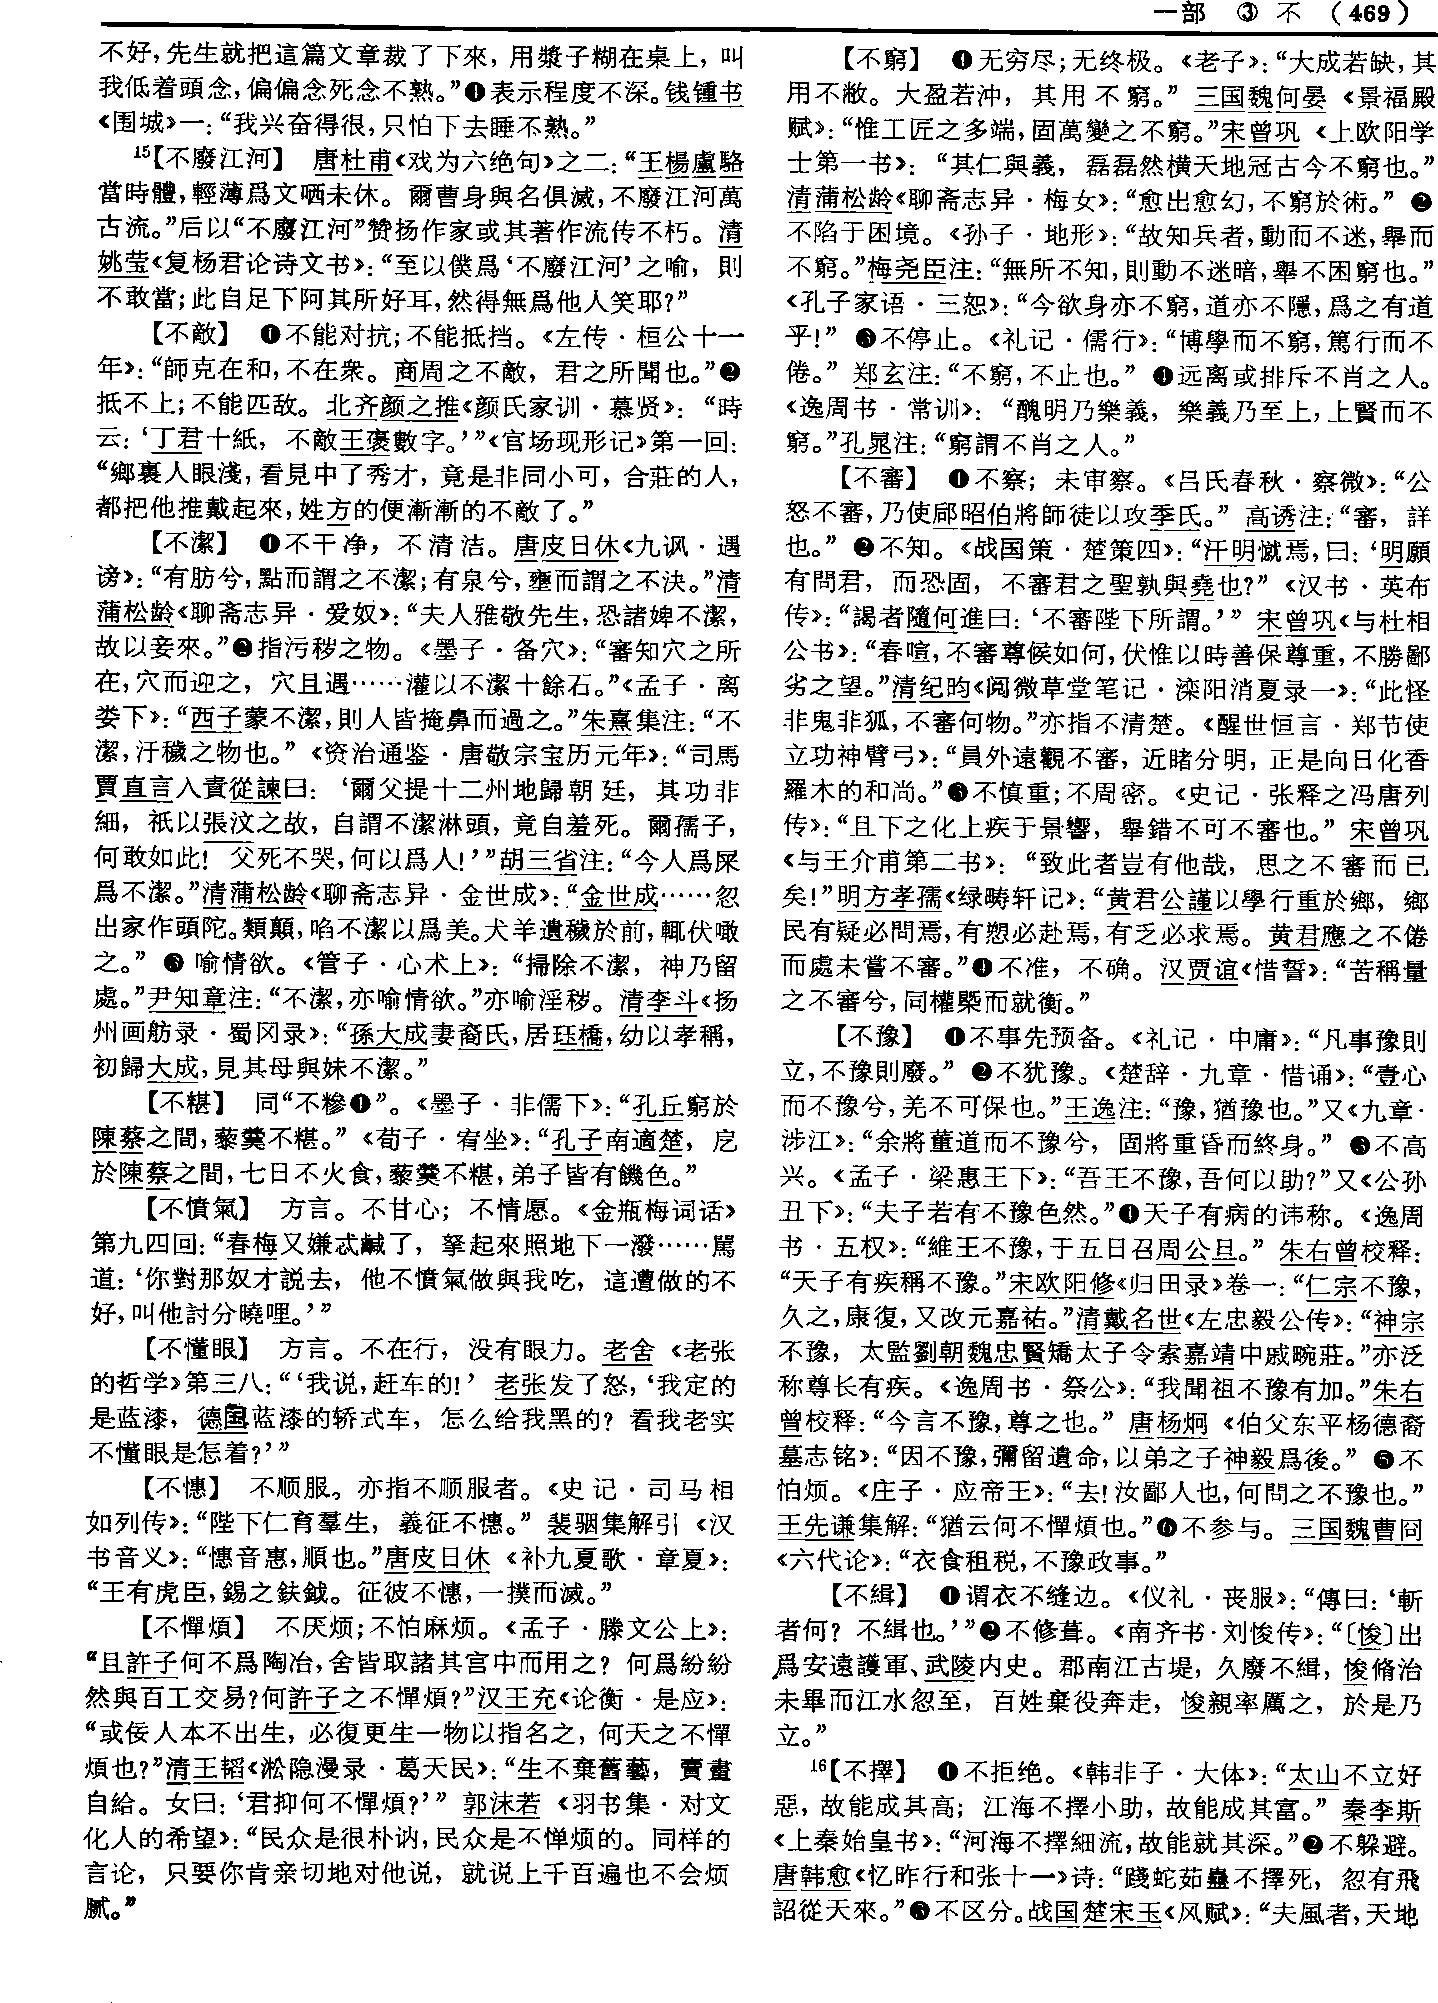 一部 ③ 不 （469）
不好，先生就把這篇文章裁了下來，用漿子糊在桌上，叫
我低着頭念，偏偏念死念不熟。”❹表示程度不深。钱锺书
《围城》一：“我兴奋得很，只怕下去睡不熟。”
15【不廢江河】 唐杜甫《戏为六绝句》之二：“王楊盧駱
當時體，輕薄爲文哂未休。爾曹身與名俱滅，不廢江河萬
古流。”后以“不廢江河”赞扬作家或其著作流传不朽。清
姚莹《复杨君论诗文书》：“至以僕爲‘不廢江河’之喻，則
不敢當；此自足下阿其所好耳，然得無爲他人笑耶？”
【不敵】 ❶不能对抗；不能抵挡。《左传·桓公十一
年》：“師克在和，不在衆。商周之不敵，君之所聞也。”❷
抵不上；不能匹敌。北齐颜之推《颜氏家训·慕贤》：“時
云：‘丁君十紙，不敵王褒數字。’”《官场现形记》第一回：
“鄉裏人眼淺，看見中了秀才，竟是非同小可，合莊的人，
都把他推戴起來，姓方的便漸漸的不敵了。”
【不潔】 ❶不干净，不清洁。唐皮日休《九讽·遇
谤》：“有肪兮，點而謂之不潔；有泉兮，壅而謂之不決。”清
蒲松龄《聊斋志异·爱奴》：“夫人雅敬先生，恐諸婢不潔，
故以妾來。”❷指污秽之物。《墨子·备穴》：“審知穴之所
在，穴而迎之，穴且遇……灌以不潔十餘石。”《孟子·离
娄下》：“西子蒙不潔，則人皆掩鼻而過之。”朱熹集注：“不
潔，汙穢之物也。”《资治通鉴·唐敬宗宝历元年》：“司馬
賈直言入責從諫曰：‘爾父提十二州地歸朝廷，其功非
細，祇以張汶之故，自謂不潔淋頭，竟自羞死。爾孺子，
何敢如此！父死不哭，何以爲人！’”胡三省注：“今人爲屎
爲不潔。”清蒲松龄《聊斋志异·金世成》：“金世成……忽
出家作頭陀。類顛，啗不潔以爲美。犬羊遺穢於前，輒伏噉
之。” ❸喻情欲。《管子·心术上》：“掃除不潔，神乃留
處。”尹知章注：“不潔，亦喻情欲。”亦喻淫秽。清李斗《扬
州画舫录·蜀冈录》：“孫大成妻裔氏，居珏橋，幼以孝稱，
初歸大成，見其母與妹不潔。”
【不糂】 同“不糝❶”。《墨子·非儒下》：“孔丘窮於
陳蔡之間，藜羹不糂。”《荀子·宥坐》：“孔子南適楚，戹
於陳蔡之間，七日不火食，藜羹不糂，弟子皆有饑色。”
【不憤氣】 方言。不甘心；不情愿。《金瓶梅词话》
第九四回：“春梅又嫌忒鹹了，拏起來照地下一潑……駡
道：‘你對那奴才説去，他不憤氣做與我吃，這遭做的不
好，叫他討分曉哩。’”
【不懂眼】 方言。不在行，没有眼力。老舍《老张
的哲学》第三八：“‘我说，赶车的！’老张发了怒，‘我定的
是蓝漆，德国蓝漆的轿式车，怎么给我黑的？看我老实
不懂眼是怎着？’”
【不憓】 不顺服。亦指不顺服者。《史记·司马相
如列传》：“陛下仁育羣生，義征不憓。”裴骃集解引《汉
书音义》：“憓音惠，順也。”唐皮日休《补九夏歌·章夏》：
“王有虎臣，錫之鈇鉞。征彼不憓，一撲而滅。”
【不憚煩】 不厌烦；不怕麻烦。《孟子·滕文公上》：
“且許子何不爲陶冶，舍皆取諸其宫中而用之？何爲紛紛
然與百工交易？何許子之不憚煩？”汉王充《论衡·是应》：
“或佞人本不出生，必復更生一物以指名之，何天之不憚
煩也？”清王韬《淞隐漫录·葛天民》：“生不棄舊藝，賣畫
自給。女曰：‘君抑何不憚煩？’”郭沫若《羽书集·对文
化人的希望》：“民众是很朴讷，民众是不惮烦的。同样的
言论，只要你肯亲切地对他说，就说上千百遍也不会烦
腻。”
【不窮】 ❶无穷尽；无终极。《老子》：“大成若缺，其
用不敝。大盈若沖，其用不窮。”三国魏何晏《景福殿
赋》：“惟工匠之多端，固萬變之不窮。”宋曾巩《上欧阳学
士第一书》：“其仁與義，磊磊然横天地冠古今不窮也。”
清蒲松龄《聊斋志异·梅女》：“愈出愈幻，不窮於術。” ❷
不陷于困境。《孙子·地形》：“故知兵者，動而不迷，舉而
不窮。”梅尧臣注：“無所不知，則動不迷暗，舉不困窮也。”
《孔子家语·三恕》：“今欲身亦不窮，道亦不隱，爲之有道
乎！” ❸不停止。《礼记·儒行》：“博學而不窮，篤行而不
倦。”郑玄注：“不窮，不止也。” ❹远离或排斥不肖之人。
《逸周书·常训》：“醜明乃樂義，樂義乃至上，上賢而不
窮。”孔晁注：“窮謂不肖之人。”
【不審】 ❶不察；未审察。《吕氏春秋·察微》：“公
怒不審，乃使郈昭伯將師徒以攻季氏。”高诱注：“審，詳
也。” ❷不知。《战国策·楚策四》：“汗明憱焉，曰：‘明願
有問君，而恐固，不審君之聖孰與堯也？”《汉书·英布
传》：“謁者隨何進曰：‘不審陛下所謂。’”宋曾巩《与杜相
公书》：“春暄，不審尊候如何，伏惟以時善保尊重，不勝鄙
劣之望。”清纪昀《阅微草堂笔记·滦阳消夏录一》：“此怪
非鬼非狐，不審何物。”亦指不清楚。《醒世恒言·郑节使
立功神臂弓》：“員外遠觀不審，近睹分明，正是向日化香
羅木的和尚。”❸不慎重；不周密。《史记·张释之冯唐列
传》：“且下之化上疾于景響，舉錯不可不審也。”宋曾巩
《与王介甫第二书》：“致此者豈有他哉，思之不審而已
矣！”明方孝孺《绿畴轩记》：“黄君公謹以學行重於鄉，鄉
民有疑必問焉，有愬必赴焉，有乏必求焉。黄君應之不倦
而處未嘗不審。”❹不准，不确。汉贾谊《惜誓》：“苦稱量
之不審兮，同權槩而就衡。”
【不豫】 ❶不事先预备。《礼记·中庸》：“凡事豫則
立，不豫則廢。” ❷不犹豫。《楚辞·九章·惜诵》：“壹心
而不豫兮，羌不可保也。”王逸注：“豫，猶豫也。”又《九章·
涉江》：“余將董道而不豫兮，固將重昏而終身。” ❸不高
兴。《孟子·梁惠王下》：“吾王不豫，吾何以助？”又《公孙
丑下》：“夫子若有不豫色然。”❹天子有病的讳称。《逸周
书·五权》：“維王不豫，于五日召周公旦。”朱右曾校释：
“天子有疾稱不豫。”宋欧阳修《归田录》卷一：“仁宗不豫，
久之，康復，又改元嘉祐。”清戴名世《左忠毅公传》：“神宗
不豫，太監劉朝魏忠賢矯太子令索嘉靖中戚畹莊。”亦泛
称尊长有疾。《逸周书·祭公》：“我聞祖不豫有加。”朱右
曾校释：“今言不豫，尊之也。”唐杨炯《伯父东平杨德裔
墓志铭》：“因不豫，彌留遺命，以弟之子神毅爲後。” ❺不
怕烦。《庄子·应帝王》：“去！汝鄙人也，何問之不豫也。”
王先谦集解：“猶云何不憚煩也。”❻不参与。三国魏曹冏
《六代论》：“衣食租税，不豫政事。”
【不緝】 ❶谓衣不缝边。《仪礼·丧服》：“傳曰：‘斬
者何？不緝也。’”❷不修葺。《南齐书·刘悛传》：“〔悛〕出
爲安遠護軍、武陵内史。郡南江古堤，久廢不緝，悛脩治
未畢而江水忽至，百姓棄役奔走，悛親率厲之，於是乃
立。”
16【不擇】 ❶不拒绝。《韩非子·大体》：“太山不立好
惡，故能成其高；江海不擇小助，故能成其富。”秦李斯
《上秦始皇书》：“河海不擇細流，故能就其深。”❷不躲避。
唐韩愈《忆昨行和张十一》诗：“踐蛇茹蠱不擇死，忽有飛
詔從天來。”❸不区分。战国楚宋玉《风赋》：“夫風者，天地